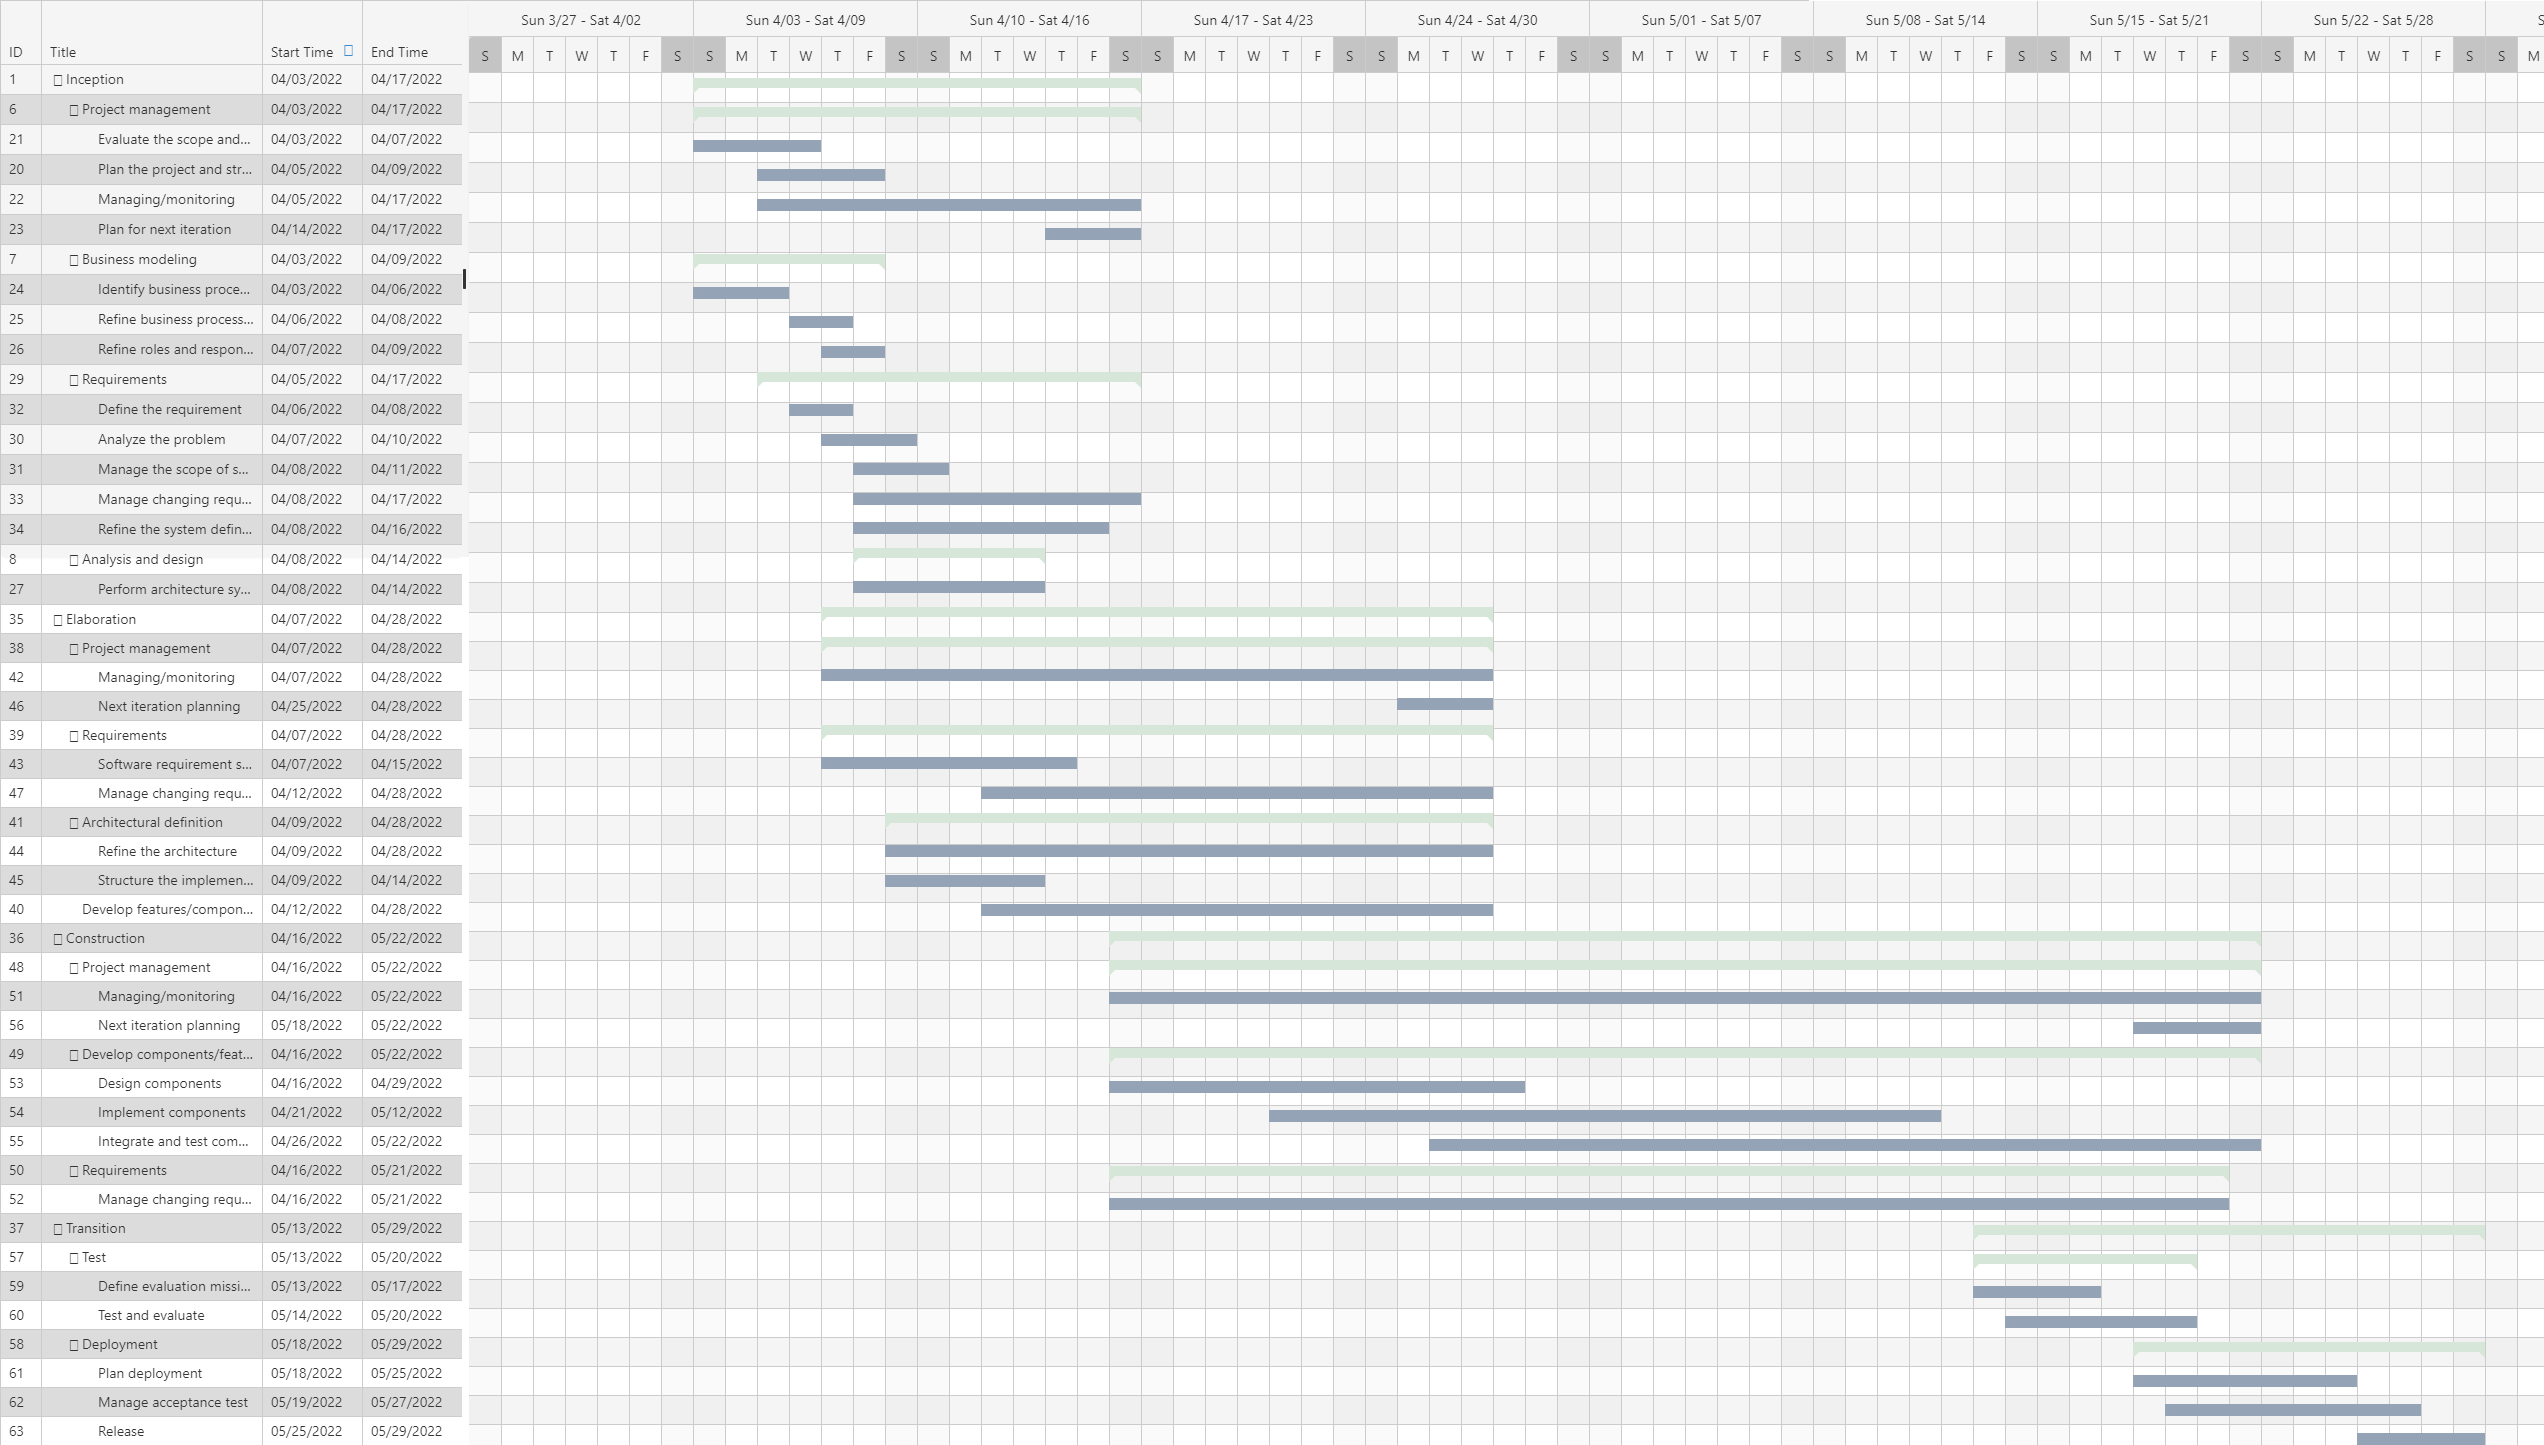 Sun 3/27 - Sat 4/02 Sun 4/03 - Sat 4/09 Sun 4/10 - Sat 4/16 Sun 4/17 - Sat 4/23 Sun 4/24 - Sat 4/30 Sun 5/01 - Sat 5/07 Sun 5/08 - Sat 5/14 Sun 5/15 - Sat 5/21 Sun 5/22 - Sat 5/28 S
ID Title Start Time End Time
S M T W T F S S M T W T F S S M T W T F S S M T W T F S S M T W T F S S M T W T F S S M T W T F S S M T W T F S S M T W T F S S M
1 Inception 04/03/2022 04/17/2022
6 Project management 04/03/2022 04/17/2022
21 Evaluate the scope and... 04/03/2022 04/07/2022
20 Plan the project and str... 04/05/2022 04/09/2022
22 Managing/monitoring 04/05/2022 04/17/2022
23 Plan for next iteration 04/14/2022 04/17/2022
7 Business modeling 04/03/2022 04/09/2022
24 Identify business proce... 04/03/2022 04/06/2022
25 Refine business process... 04/06/2022 04/08/2022
26 Refine roles and respon... 04/07/2022 04/09/2022
29 Requirements 04/05/2022 04/17/2022
32 Define the requirement 04/06/2022 04/08/2022
30 Analyze the problem 04/07/2022 04/10/2022
31 Manage the scope of s... 04/08/2022 04/11/2022
33 Manage changing requ... 04/08/2022 04/17/2022
34 Refine the system defin... 04/08/2022 04/16/2022
8 Analysis and design 04/08/2022 04/14/2022
27 Perform architecture sy... 04/08/2022 04/14/2022
35 Elaboration 04/07/2022 04/28/2022
38 Project management 04/07/2022 04/28/2022
42 Managing/monitoring 04/07/2022 04/28/2022
46 Next iteration planning 04/25/2022 04/28/2022
39 Requirements 04/07/2022 04/28/2022
43 Software requirement s... 04/07/2022 04/15/2022
47 Manage changing requ... 04/12/2022 04/28/2022
41 Architectural definition 04/09/2022 04/28/2022
44 Refine the architecture 04/09/2022 04/28/2022
45 Structure the implemen... 04/09/2022 04/14/2022
40 Develop features/compon... 04/12/2022 04/28/2022
36 Construction 04/16/2022 05/22/2022
48 Project management 04/16/2022 05/22/2022
51 Managing/monitoring 04/16/2022 05/22/2022
56 Next iteration planning 05/18/2022 05/22/2022
49 Develop components/feat... 04/16/2022 05/22/2022
53 Design components 04/16/2022 04/29/2022
54 Implement components 04/21/2022 05/12/2022
55 Integrate and test com... 04/26/2022 05/22/2022
50 Requirements 04/16/2022 05/21/2022
52 Manage changing requ... 04/16/2022 05/21/2022
37 Transition 05/13/2022 05/29/2022
57 Test 05/13/2022 05/20/2022
59 Define evaluation missi... 05/13/2022 05/17/2022
60 Test and evaluate 05/14/2022 05/20/2022
58 Deployment 05/18/2022 05/29/2022
61 Plan deployment 05/18/2022 05/25/2022
62 Manage acceptance test 05/19/2022 05/27/2022
63 Release 05/25/2022 05/29/2022